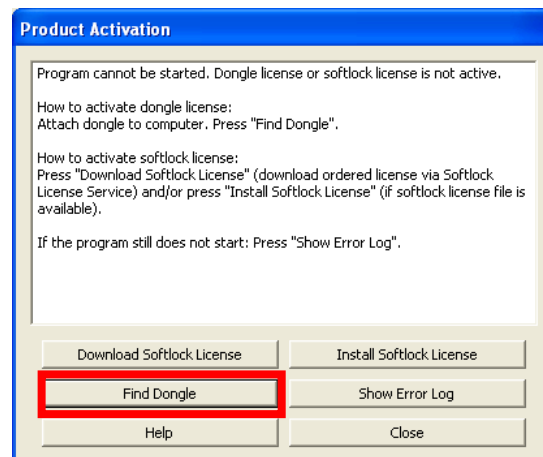 Product Activation
Program cannot be started. Dongle license or softlock license is not active.
How to activate dongle license:
Attach dongle to computer. Press "Find Dongle".
How to activate softlock license:
Press "Download Softlock License" (download ordered license via Softlock
License Service) and/or press "Install Softlock License" (if softlock license file is
available).
If the program still does not start: Press "Show Error Log".
Download Softlock License
Install Softlock License
Find Dongle
Show Error Log
Help
Close